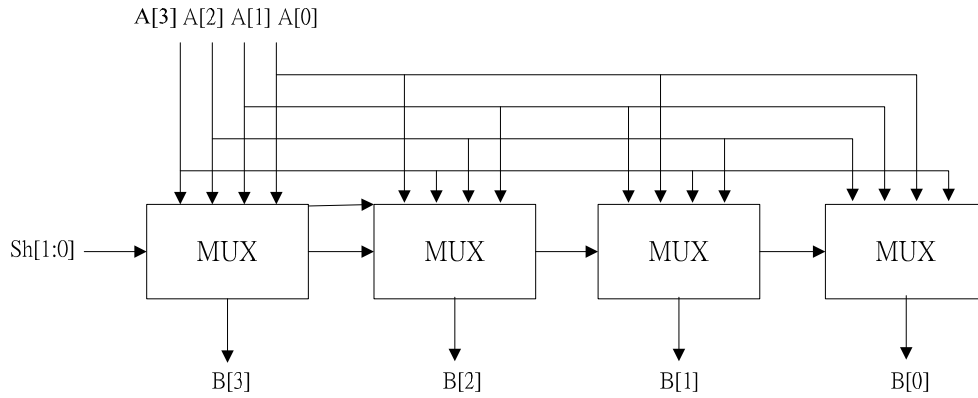 A[3] A[2] A[1] A[0]
Sh[1:0]
MUX
MUX
MUX
MUX
B[3]
B[2]
B[1]
B[0]